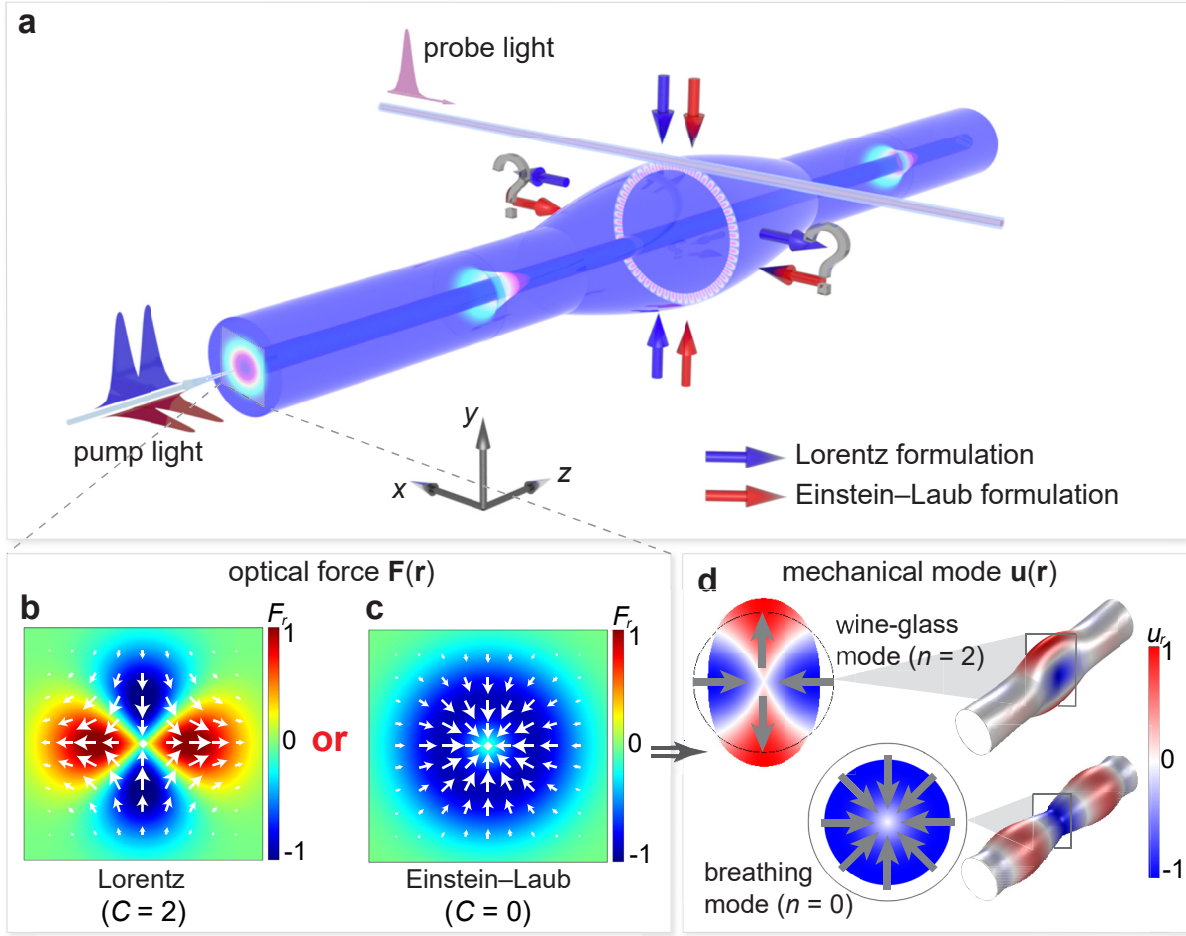 a
probe light
?
?
pump light
y
x
z
Lorentz formulation
Einstein–Laub formulation
optical force F(r)
b
F_r
1
0
-1
Lorentz
(C = 2)
or
c
F_r
1
0
-1
Einstein–Laub
(C = 0)
d
mechanical mode u(r)
wine-glass
mode (n = 2)
breathing
mode (n = 0)
u_r
1
0
-1